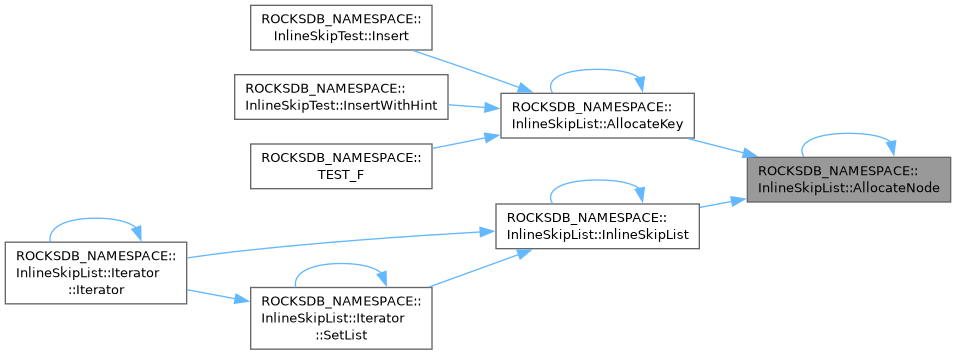 ROCKSDB_NAMESPACE::
InlineSkipTest::Insert
ROCKSDB_NAMESPACE::
InlineSkipTest::InsertWithHint
ROCKSDB_NAMESPACE::
InlineSkipList::AllocateKey
ROCKSDB_NAMESPACE::
TEST_F
ROCKSDB_NAMESPACE::
InlineSkipList::AllocateNode
ROCKSDB_NAMESPACE::
InlineSkipList::InlineSkipList
ROCKSDB_NAMESPACE::
InlineSkipList::Iterator
::Iterator
ROCKSDB_NAMESPACE::
InlineSkipList::Iterator
::SetList